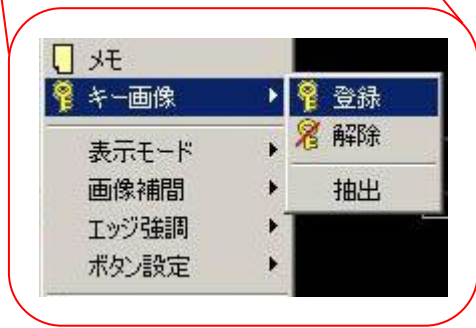 メモ
キー画像
登録
解除
抽出
表示モード
画像補間
エッジ強調
ボタン設定